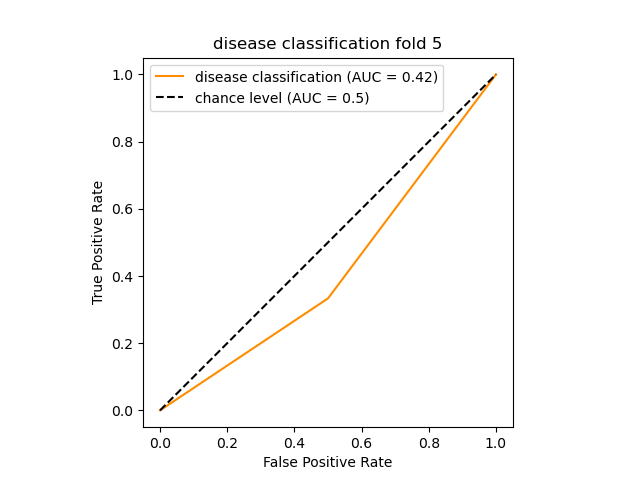 disease classification fold 5
disease classification (AUC = 0.42)
chance level (AUC = 0.5)
True Positive Rate
1.0
0.8
0.6
0.4
0.2
0.0
0.0 0.2 0.4 0.6 0.8 1.0
False Positive Rate